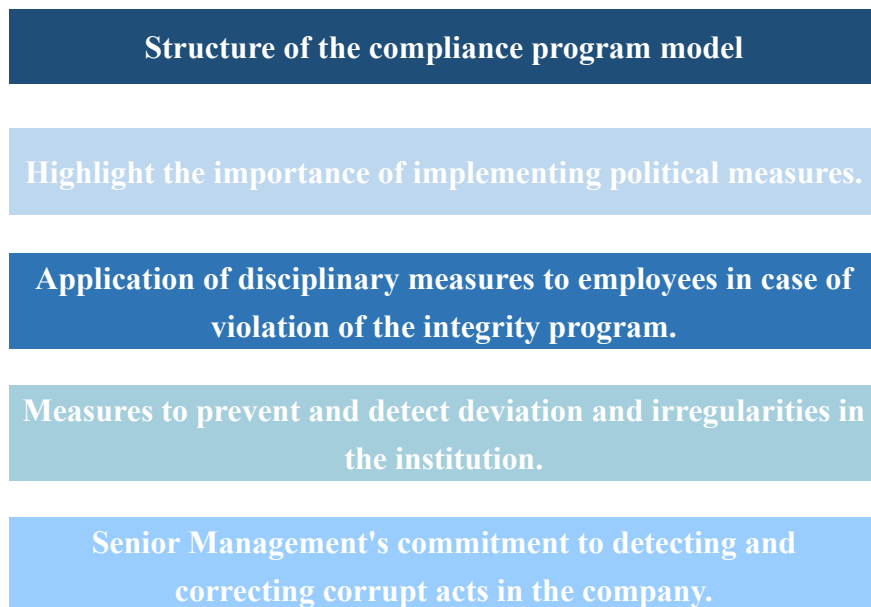 Structure of the compliance program model
Highlight the importance of implementing political measures.
Application of disciplinary measures to employees in case of
violation of the integrity program.
Measures to prevent and detect deviation and irregularities in
the institution.
Senior Management's commitment to detecting and
correcting corrupt acts in the company.